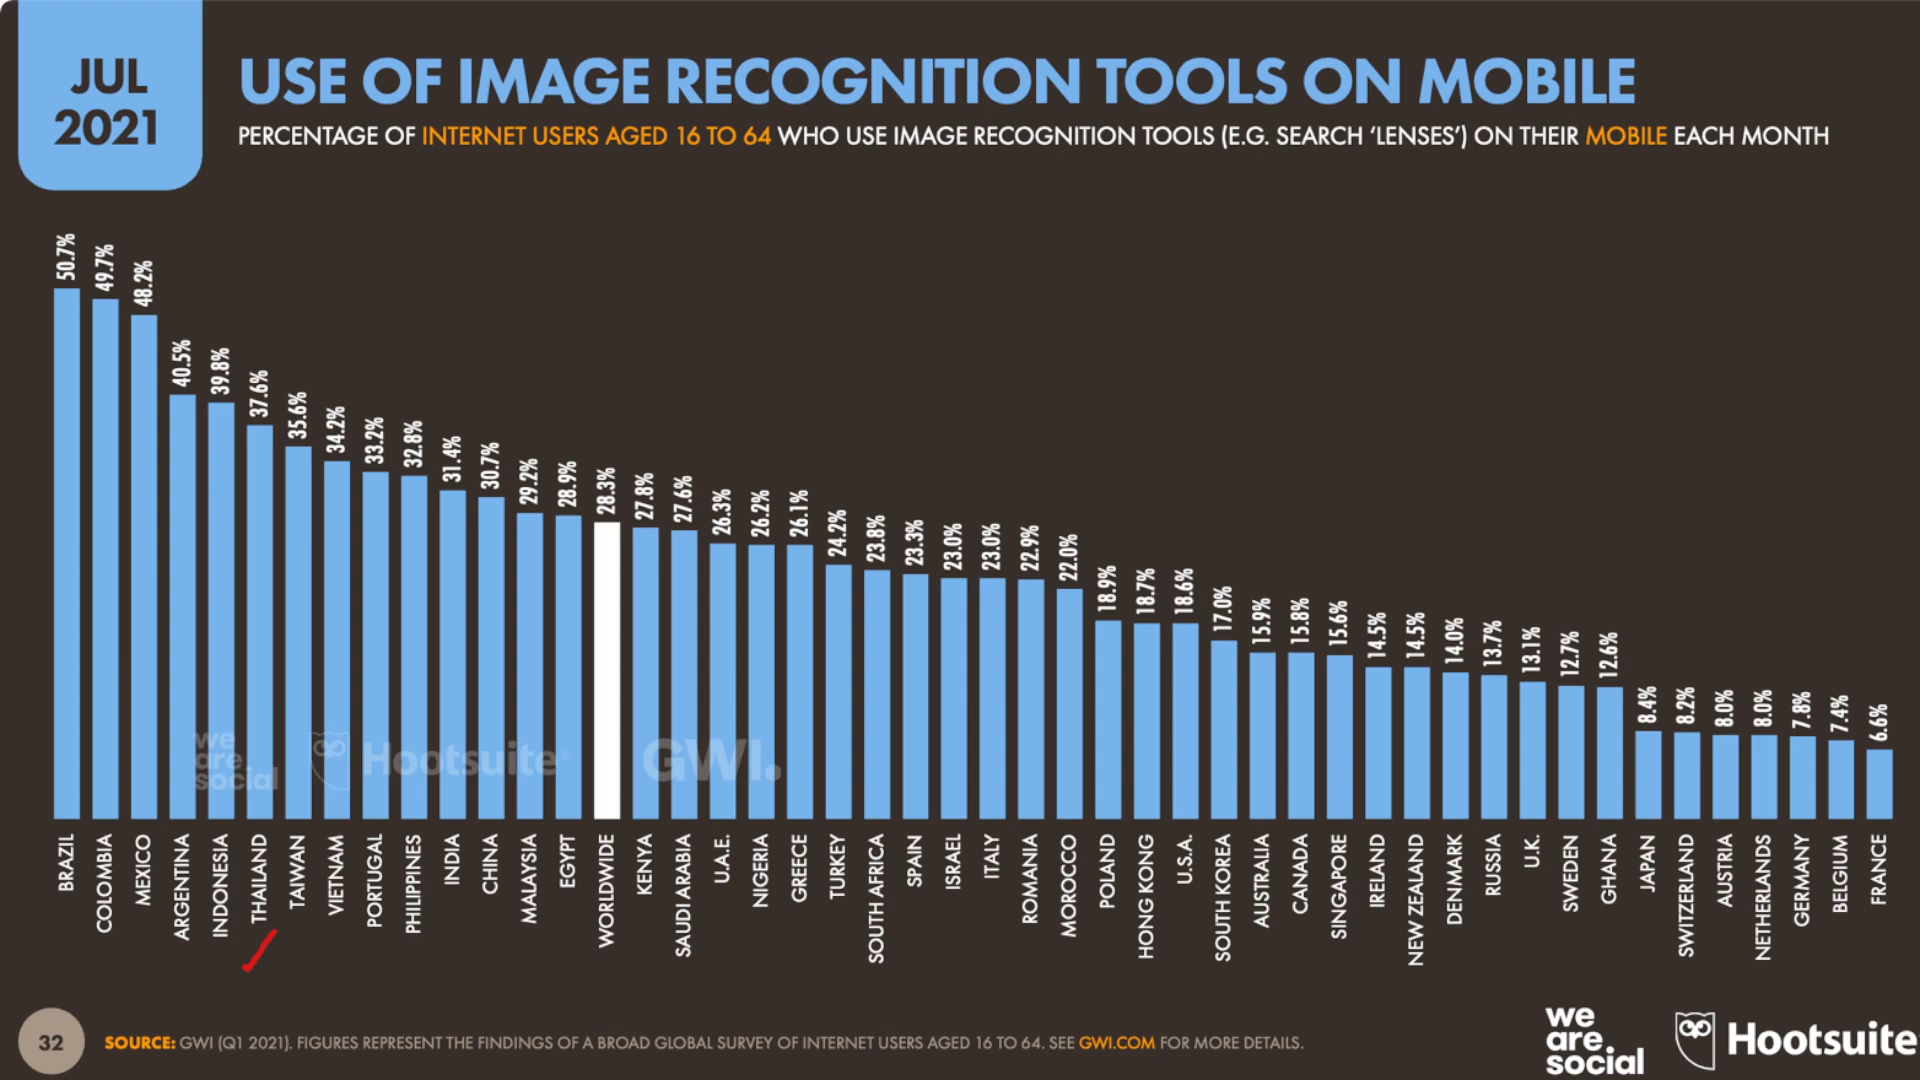 JUL
2021
USE OF IMAGE RECOGNITION TOOLS ON MOBILE
PERCENTAGE OF INTERNET USERS AGED 16 TO 64 WHO USE IMAGE RECOGNITION TOOLS (E.G. SEARCH ‘LENSES’) ON THEIR MOBILE EACH MONTH
50.7%
49.7%
48.2%
40.5%
39.8%
37.6%
35.6%
34.2%
33.2%
32.8%
31.4%
30.7%
29.2%
28.9%
28.3%
27.8%
27.6%
26.3%
26.2%
26.1%
24.2%
23.8%
23.3%
23.0%
23.0%
22.9%
22.0%
18.9%
18.7%
18.6%
17.0%
15.9%
15.8%
15.6%
14.5%
14.5%
14.0%
13.7%
13.1%
12.7%
12.6%
8.4%
8.2%
8.0%
8.0%
7.8%
7.4%
6.6%
we
are
social
Hootsuite
GWI.
BRAZIL
COLOMBIA
MEXICO
ARGENTINA
INDONESIA
THAILAND
TAIWAN
VIETNAM
PORTUGAL
PHILIPPINES
INDIA
CHINA
MALAYSIA
EGYPT
WORLDWIDE
KENYA
SAUDI ARABIA
U.A.E.
NIGERIA
GREECE
TURKEY
SOUTH AFRICA
SPAIN
ISRAEL
ITALY
ROMANIA
MOROCCO
POLAND
HONG KONG
U.S.A.
SOUTH KOREA
AUSTRALIA
CANADA
SINGAPORE
IRELAND
NEW ZEALAND
DENMARK
RUSSIA
U.K.
SWEDEN
GHANA
JAPAN
SWITZERLAND
AUSTRIA
NETHERLANDS
GERMANY
BELGIUM
FRANCE
32
SOURCE: GWI (Q1 2021). FIGURES REPRESENT THE FINDINGS OF A BROAD GLOBAL SURVEY OF INTERNET USERS AGED 16 TO 64. SEE GWI.COM FOR MORE DETAILS.
we
are
social
Hootsuite